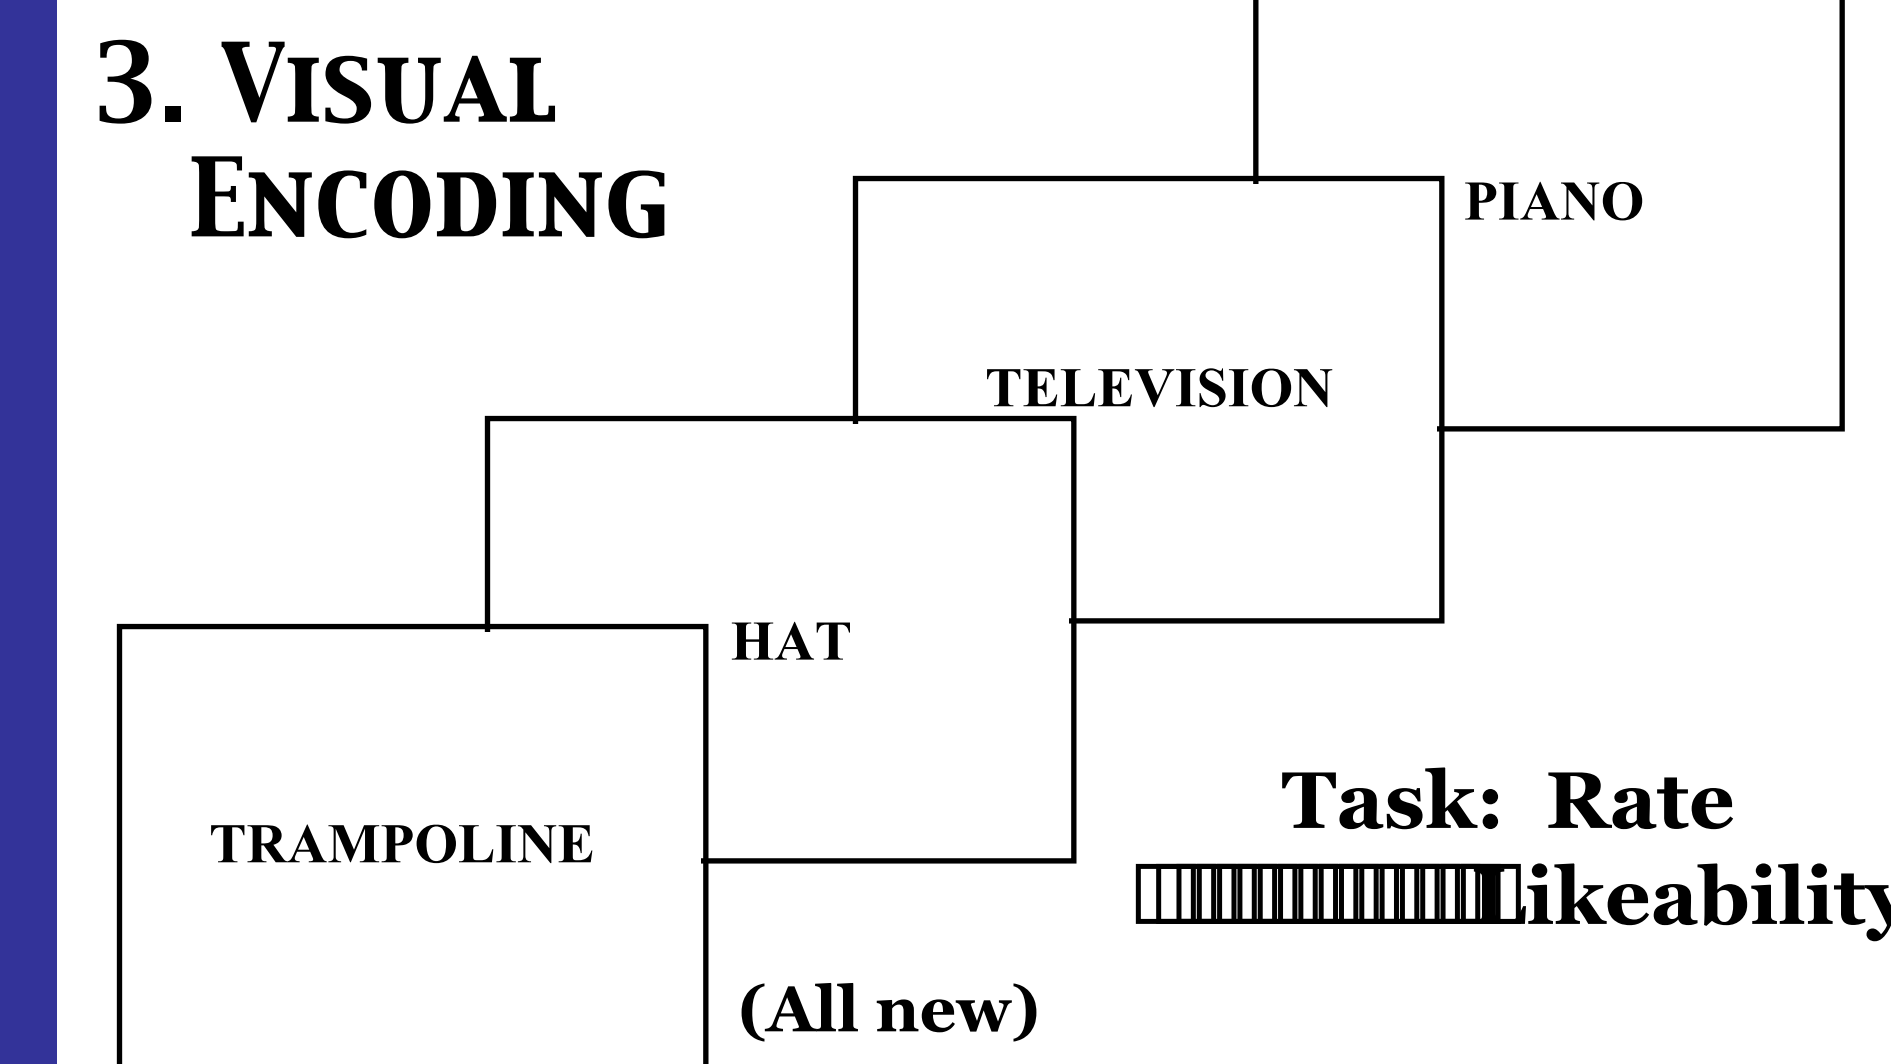 3. VISUAL
ENCODING
PIANO
TELEVISION
HAT
TRAMPOLINE
Task: Rate
Likeability
(All new)